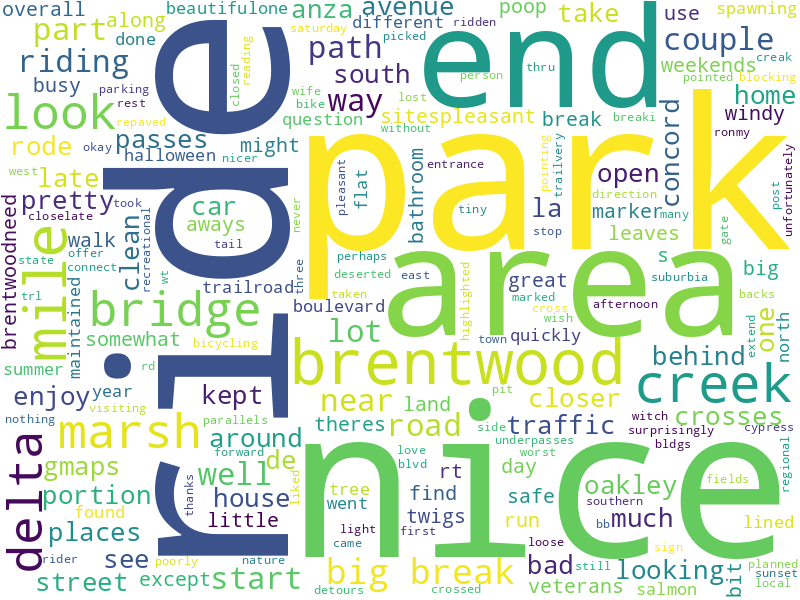 overall
beautifulone
anza
avenue
poop
take
spawning
part
along
done
different
ridden
use
saturday
picked
path
end
couple
riding
reading
closed
south
person
thru
weekends
creak
busy
parking
rest
wife
bike
way
lost
pointed
blocking
look
repaved
question
sitespleasant
without
break
breaki
home
rode
okay
passes
might
windy
halloween
nicer
ride
park
entrance
concord
ronmy
west
late
pleasant
flat
bathroom
pointing
trailvery
open
unfortunately
pretty
took
recreational
car
never
tiny
la
direction
marker
many
post
closelate
aways
stop
leaves
gate
brentwoodneed
mile
walk
clean
tail
perhaps
s
offer
connect
deserted
east
area
big
state
maintained
wt
three
highlighted
great
suburbia
trl
trailroad
taken
marked
afternoon
backs
bridge
boulevard
cross
wish
one
north
somewhat
lot
town
quickly
extend
summer
rd
bicycling
brentwood
behind
enjoy
year
near
land
pit
closer
creek
visiting
kept
nothing
parallels
theres
road
side
traffic
witch
crosses
marsh
around
love
underpasses
surprisingly
cypress
delta
forward
blvd
worst
bldgs
gmaps
well
de
rt
day
nice
regional
portion
house
tree
find
safe
oakley
fields
found
thanks
liked
went
twigs
southern
places
little
light
first
run
bb
much
lined
rider
see
poorly
nature
came
loose
sign
bit
planned
street
except
start
big break
bad
still
looking
sunset
detours
crossed
veterans
salmon
local